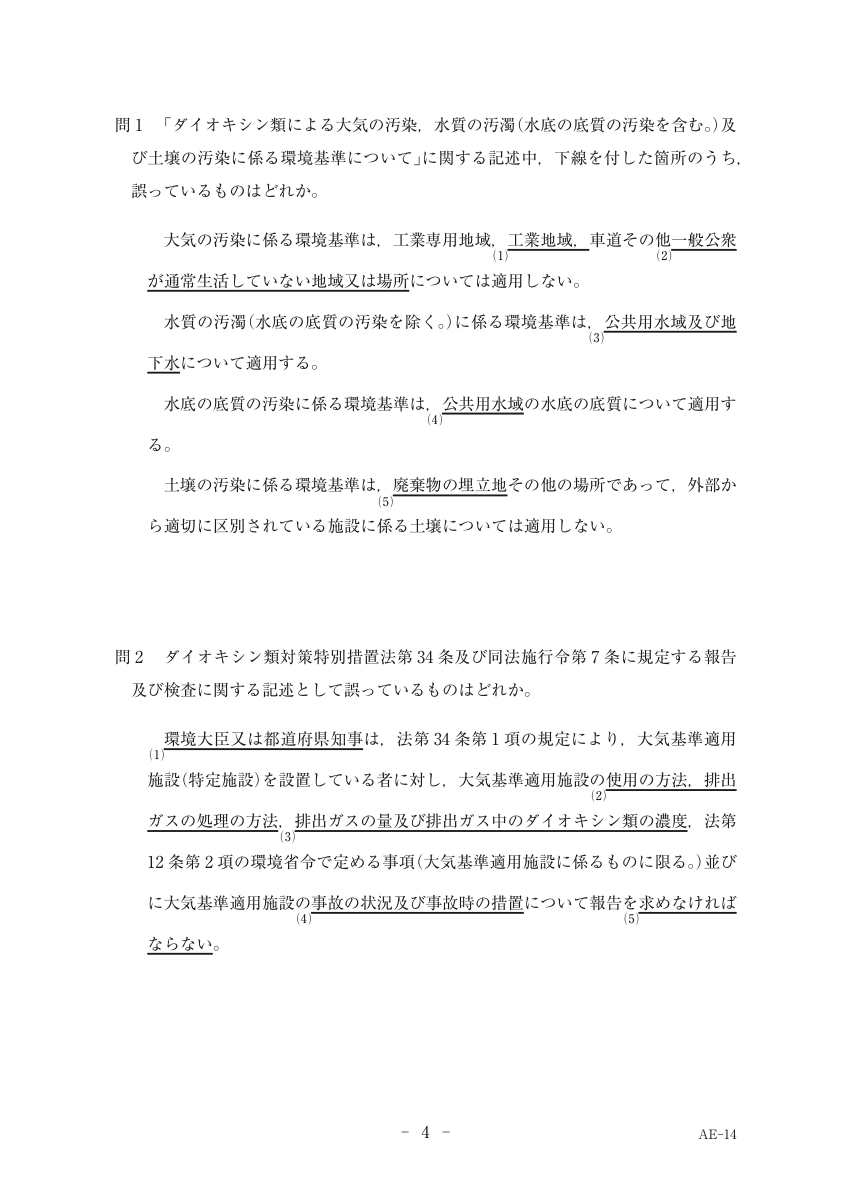 問1 「ダイオキシン類による大気の汚染，水質の汚濁(水底の底質の汚染を含む。)及
び土壌の汚染に係る環境基準について」に関する記述中，下線を付した箇所のうち，
誤っているものはどれか。
大気の汚染に係る環境基準は，工業専用地域，工業地域，車道その他一般公衆
(1) (2)
が通常生活していない地域又は場所については適用しない。
水質の汚濁(水底の底質の汚染を除く。)に係る環境基準は，公共用水域及び地
(3)
下水について適用する。
水底の底質の汚染に係る環境基準は，公共用水域の水底の底質について適用す
(4)
る。
土壌の汚染に係る環境基準は，廃棄物の埋立地その他の場所であって，外部か
(5)
ら適切に区別されている施設に係る土壌については適用しない。
問2 ダイオキシン類対策特別措置法第34条及び同法施行令第7条に規定する報告
及び検査に関する記述として誤っているものはどれか。
環境大臣又は都道府県知事は，法第34条第1項の規定により，大気基準適用
(1)
施設(特定施設)を設置している者に対し，大気基準適用施設の使用の方法，排出
(2)
ガスの処理の方法，排出ガスの量及び排出ガス中のダイオキシン類の濃度，法第
(3)
12条第2項の環境省令で定める事項(大気基準適用施設に係るものに限る。)並び
に大気基準適用施設の事故の状況及び事故時の措置について報告を求めなければ
(4) (5)
ならない。
- 4 -
AE-14